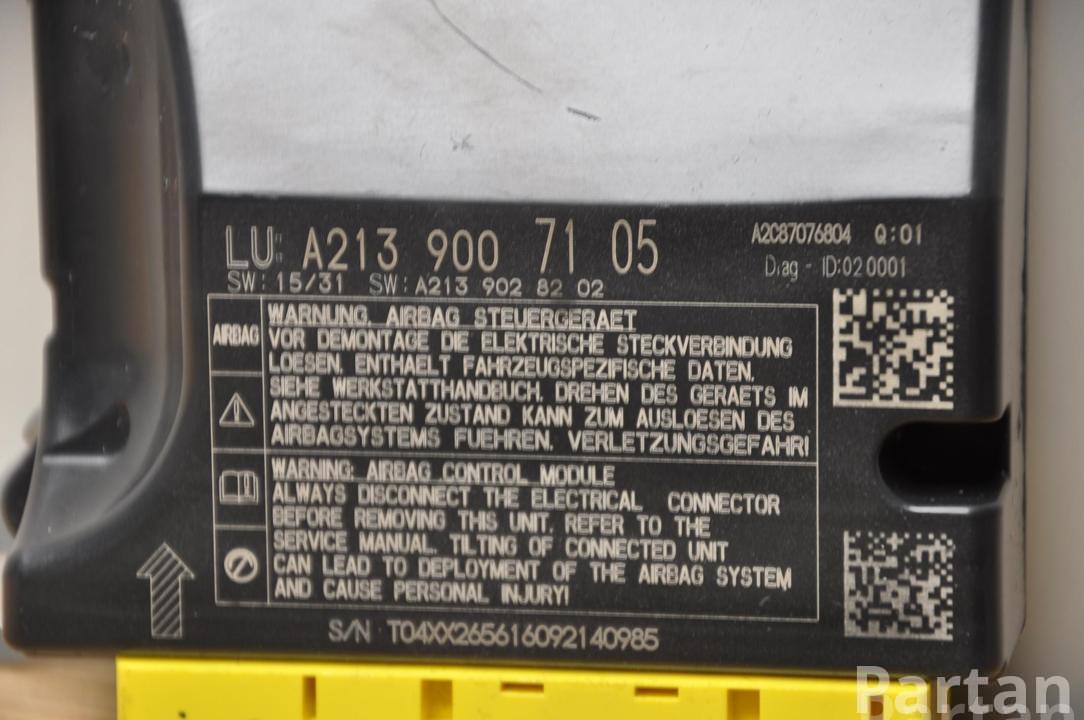 LU: A213 900 71 05
A2C87076804 Q:01
Diag - ID:020001
SW: 15/31 SW: A213 902 82 02
AIRBAG
WARNUNG. AIRBAG STEUERGERAET
VOR DEMONTAGE DIE ELEKTRISCHE STECKVERBINDUNG
LOESEN. ENTHAELT FAHRZEUGSPEZIFISCHE DATEN.
SIEHE WERKSTATTHANDBUCH. DREHEN DES GERAETS IM
ANGESTECKTEN ZUSTAND KANN ZUM AUSLOESEN DES
AIRBAGSYSTEMS FUEHREN. VERLETZUNGSGEFAHR!
WARNING: AIRBAG CONTROL MODULE
ALWAYS DISCONNECT THE ELECTRICAL CONNECTOR
BEFORE REMOVING THIS UNIT. REFER TO THE
SERVICE MANUAL. TILTING OF CONNECTED UNIT
CAN LEAD TO DEPLOYMENT OF THE AIRBAG SYSTEM
AND CAUSE PERSONAL INJURY!
S/N T04XX265616092140985
Partan